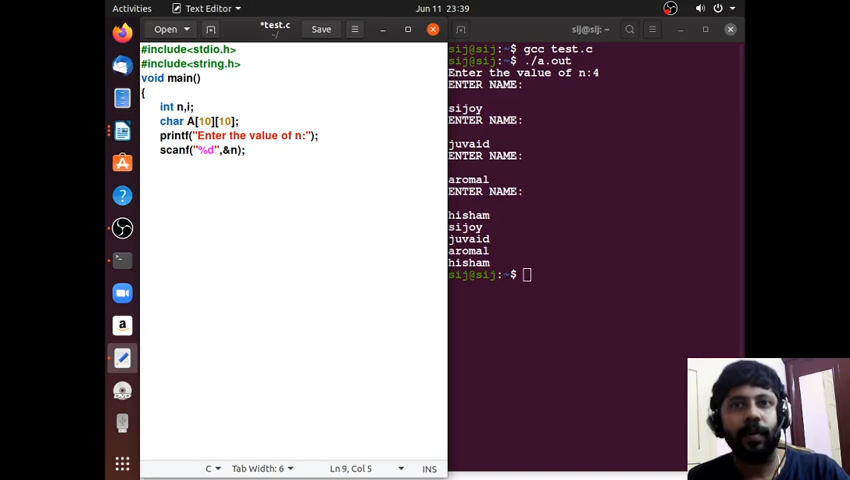 Activities
Text Editor
Jun 11 23:39
Open
*test.c
~/
Save
sij@sij: ~
#include<stdio.h>
#include<string.h>
void main()
{
int n,i;
char A[10][10];
printf("Enter the value of n:");
scanf("%d",&n);
C
Tab Width: 6
Ln 9, Col 5
INS
sij@sij:~$ gcc test.c
sij@sij:~$ ./a.out
Enter the value of n:4
ENTER NAME:
sijoy
ENTER NAME:
juvaid
ENTER NAME:
aromal
ENTER NAME:
hisham
sijoy
juvaid
aromal
hisham
sij@sij:~$